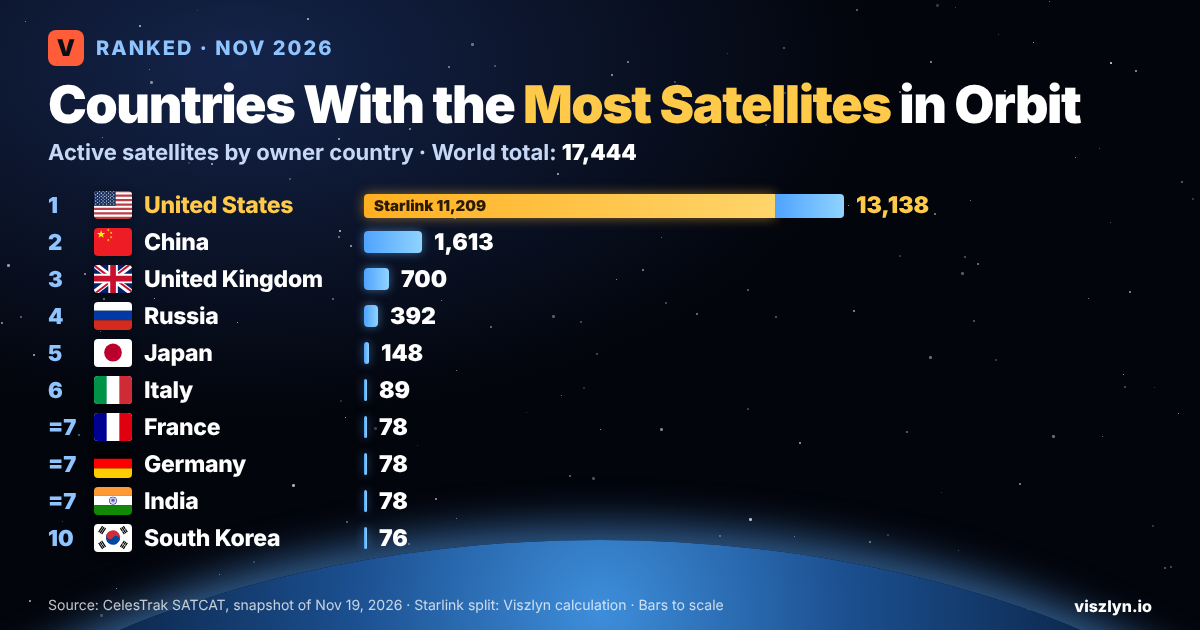 V RANKED · NOV 2026
Countries With the Most Satellites in Orbit
Active satellites by owner country · World total: 17,444
1 United States Starlink 11,209 13,138
2 China 1,613
3 United Kingdom 700
4 Russia 392
5 Japan 148
6 Italy 89
=7 France 78
=7 Germany 78
=7 India 78
10 South Korea 76
Source: CelesTrak SATCAT, snapshot of Nov 19, 2026 · Starlink split: Viszlyn calculation · Bars to scale
viszlyn.io